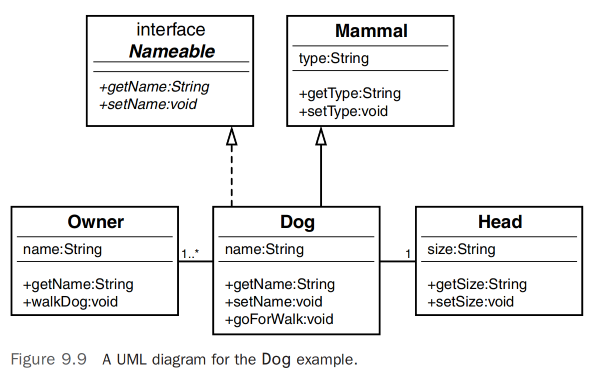 interface
Nameable
+getName:String
+setName:void
Mammal
type:String
+getType:String
+setType:void
Owner
name:String
+getName:String
+walkDog:void
1..*
Dog
name:String
+getName:String
+setName:void
+goForWalk:void
1
Head
size:String
+getSize:String
+setSize:void
Figure 9.9 A UML diagram for the Dog example.